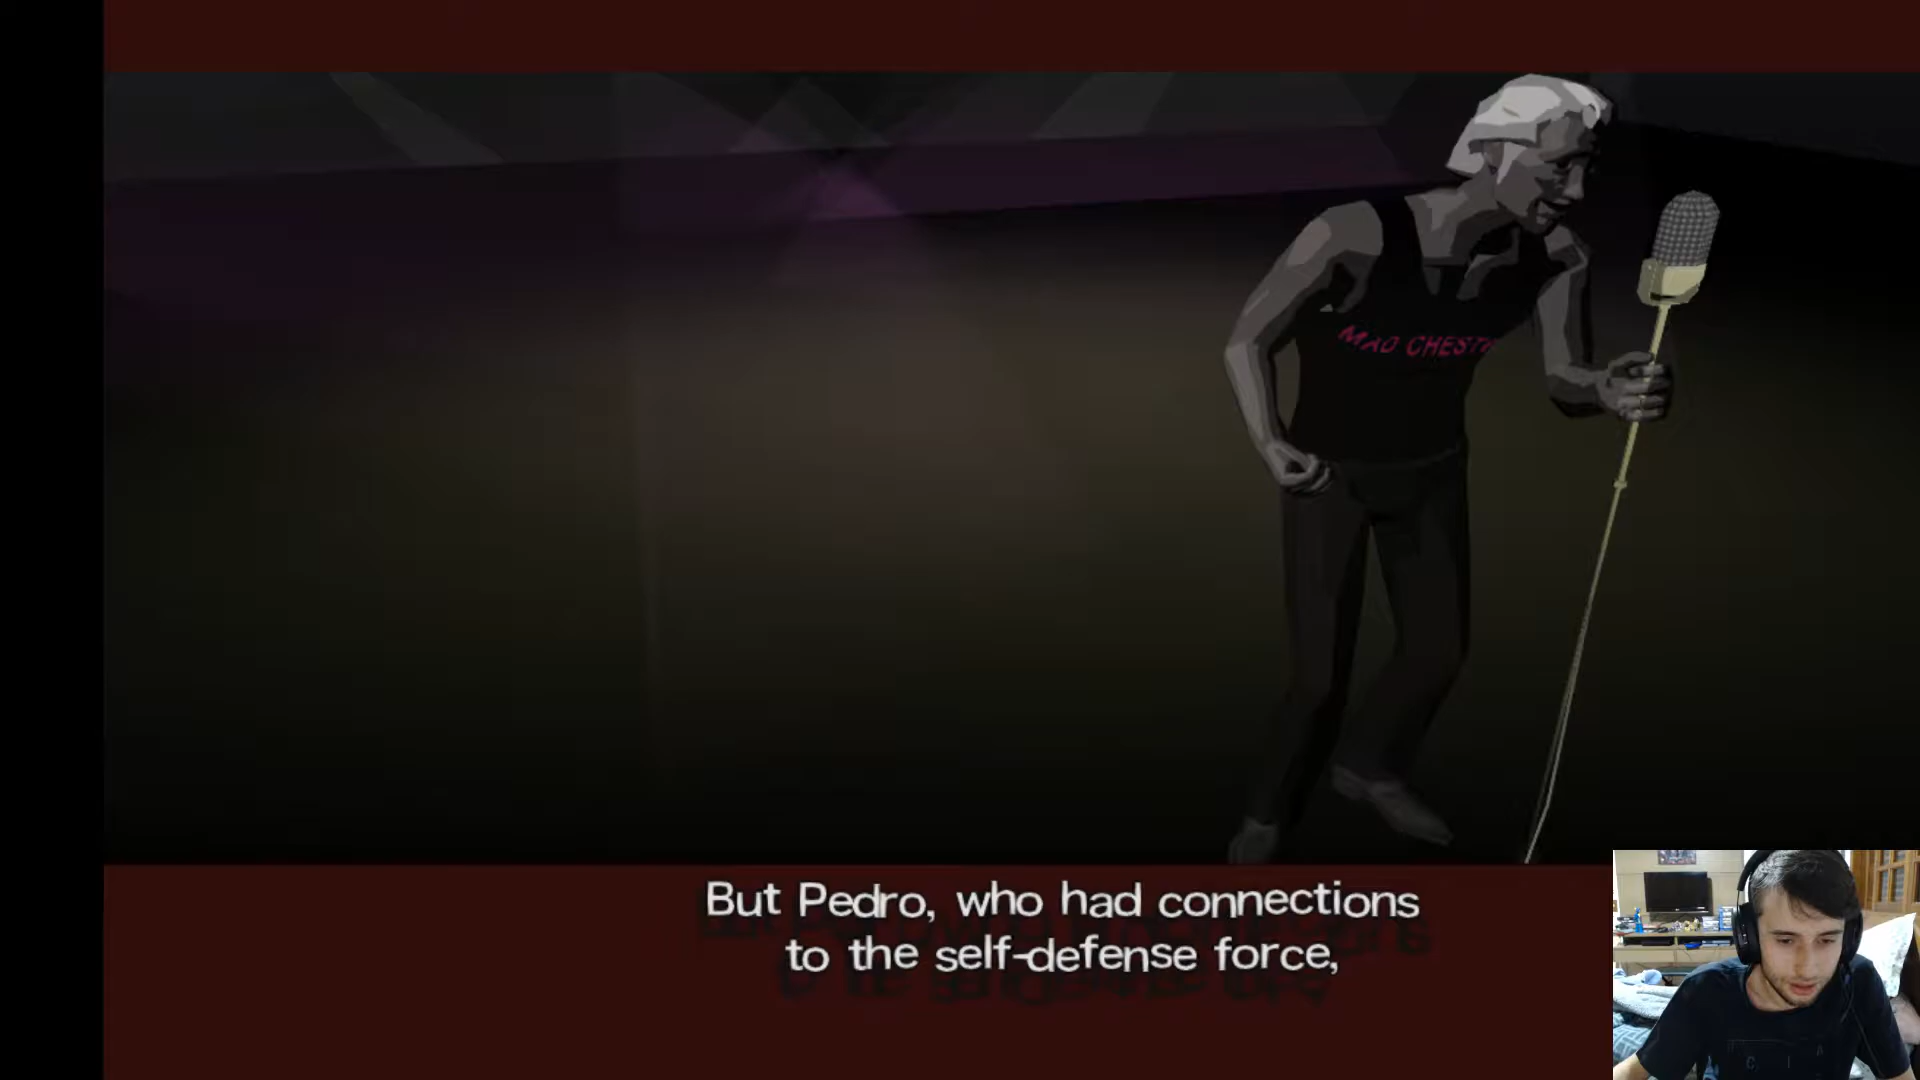 MAD CHEST
But Pedro, who had connections
to the self-defense force,
C I A